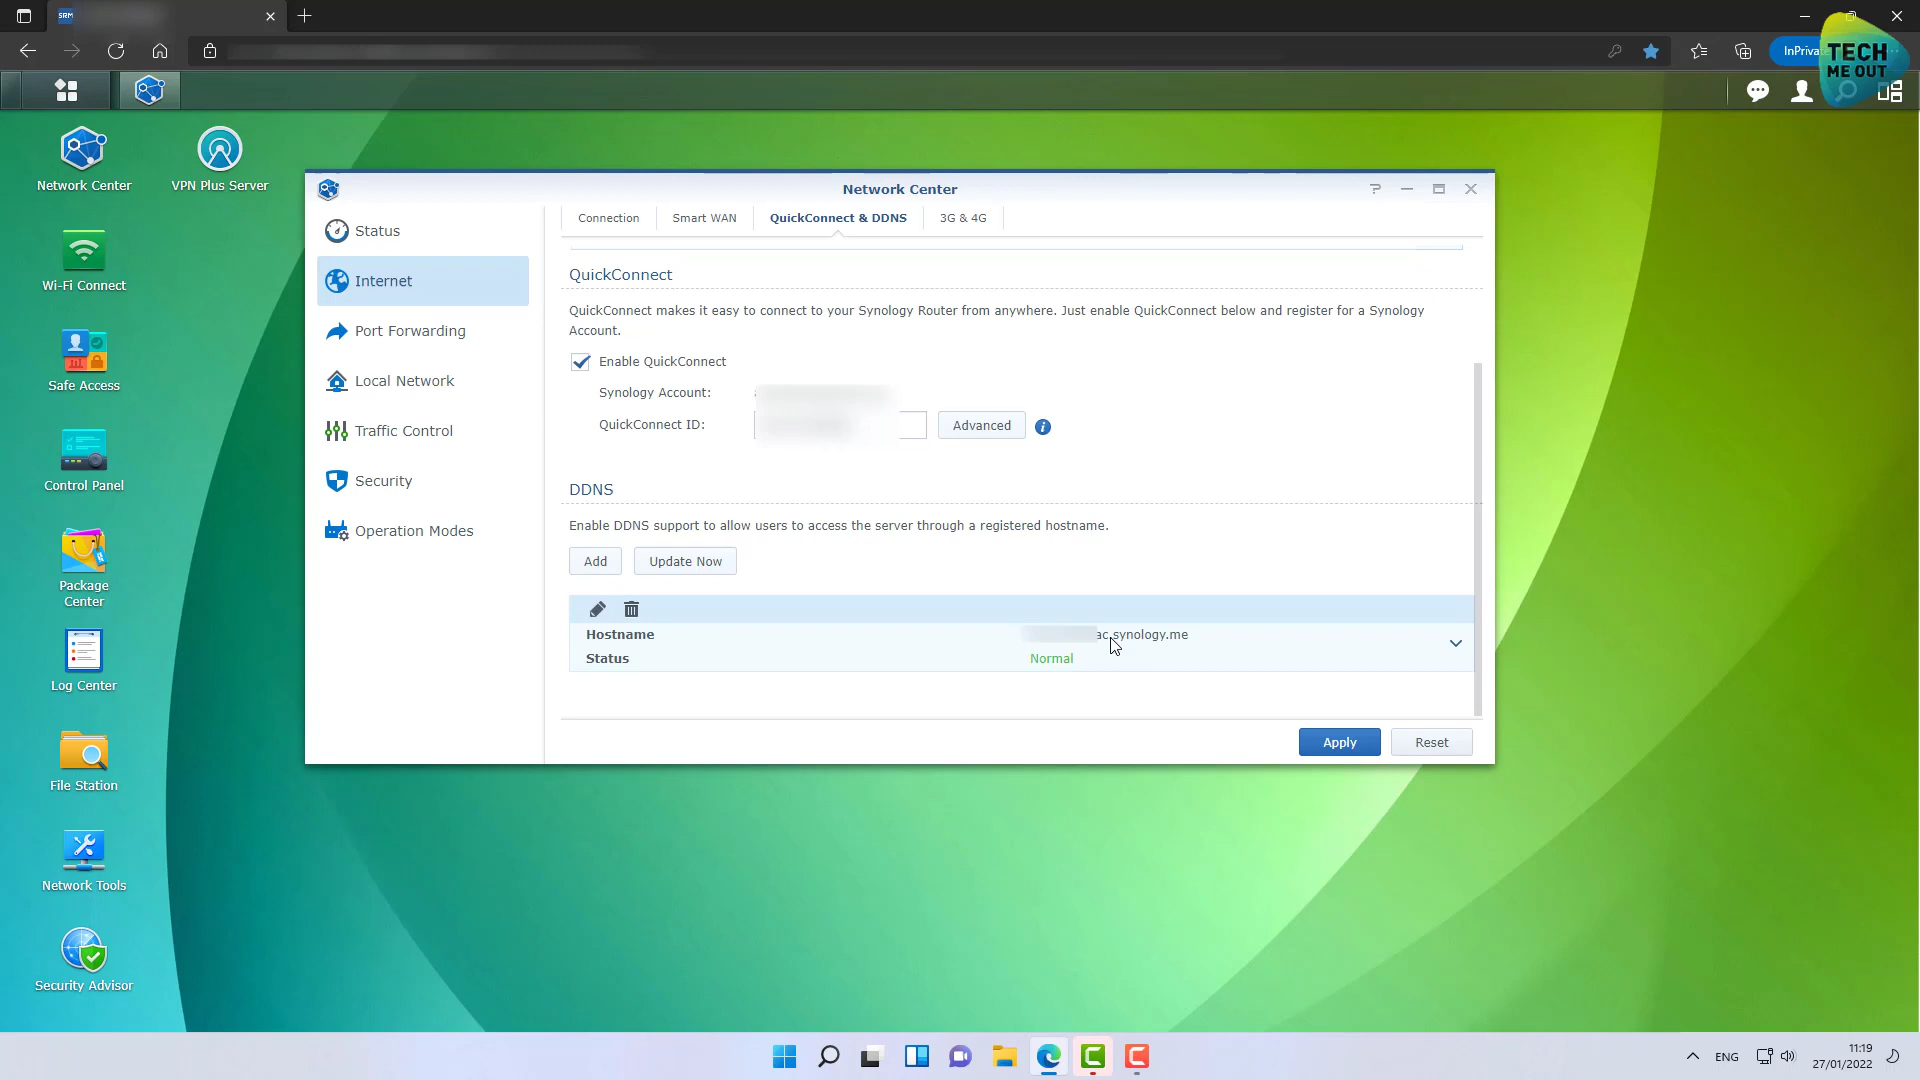 SRM
InPrivate
TECH
ME OUT
Network Center
VPN Plus Server
Wi-Fi Connect
Safe Access
Control Panel
Package
Center
Log Center
File Station
Network Tools
Security Advisor
Network Center
Status
Internet
Port Forwarding
Local Network
Traffic Control
Security
Operation Modes
Connection
Smart WAN
QuickConnect & DDNS
3G & 4G
QuickConnect
QuickConnect makes it easy to connect to your Synology Router from anywhere. Just enable QuickConnect below and register for a Synology
Account.
Enable QuickConnect
Synology Account:
QuickConnect ID:
Advanced
DDNS
Enable DDNS support to allow users to access the server through a registered hostname.
Add
Update Now
Hostname
ac.synology.me
Status
Normal
Apply
Reset
ENG
11:19
27/01/2022